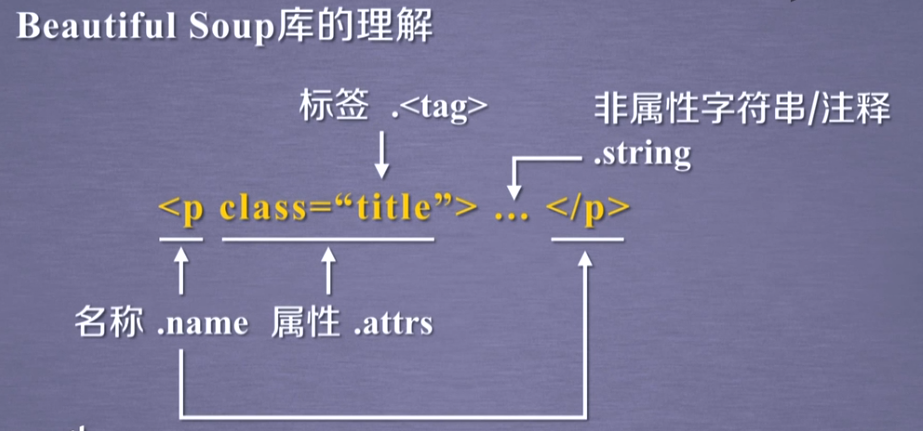 Beautiful Soup库的理解
标签 .<tag>
非属性字符串/注释
.string
<p class=“title”> … </p>
名称 .name 属性 .attrs